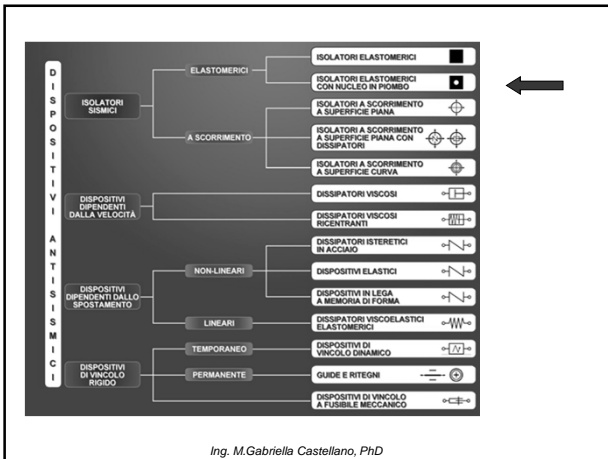 DISPOSITIVI ANTISISMICI
ISOLATORI
SISMICI
ELASTOMERICI
ISOLATORI ELASTOMERICI
ISOLATORI ELASTOMERICI
CON NUCLEO IN PIOMBO
A SCORRIMENTO
ISOLATORI A SCORRIMENTO
A SUPERFICIE PIANA
ISOLATORI A SCORRIMENTO
A SUPERFICIE PIANA CON
DISSIPATORI
ISOLATORI A SCORRIMENTO
A SUPERFICIE CURVA
DISPOSITIVI
DIPENDENTI
DALLA VELOCITÀ
DISSIPATORI VISCOSI
DISSIPATORI VISCOSI
RICENTRANTI
DISPOSITIVI
DIPENDENTI DALLO
SPOSTAMENTO
NON-LINEARI
DISSIPATORI ISTERETICI
IN ACCIAIO
DISPOSITIVI ELASTICI
DISPOSITIVI IN LEGA
A MEMORIA DI FORMA
LINEARI
DISSIPATORI VISCOELASTICI
ELASTOMERICI
DISPOSITIVI
DI VINCOLO
RIGIDO
TEMPORANEO
DISPOSITIVI DI
VINCOLO DINAMICO
PERMANENTE
GUIDE E RITEGNI
DISPOSITIVI DI VINCOLO
A FUSIBILE MECCANICO
Ing. M.Gabriella Castellano, PhD